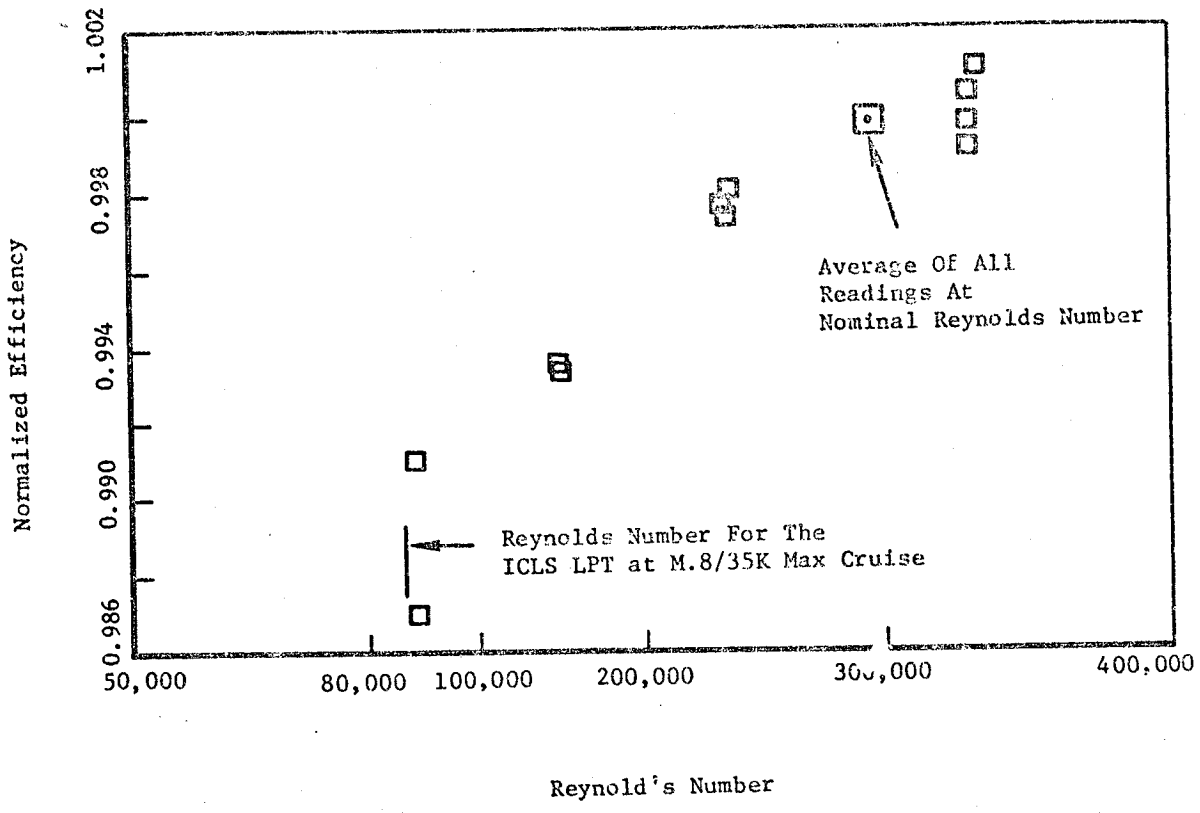 1.002
0.998
0.994
0.990
0.986
Normalized Efficiency
Average Of All
Readings At
Nominal Reynolds Number
Reynolds Number For The
ICLS LPT at M.8/35K Max Cruise
50,000
80,000
100,000
200,000
300,000
400,000
Reynold's Number